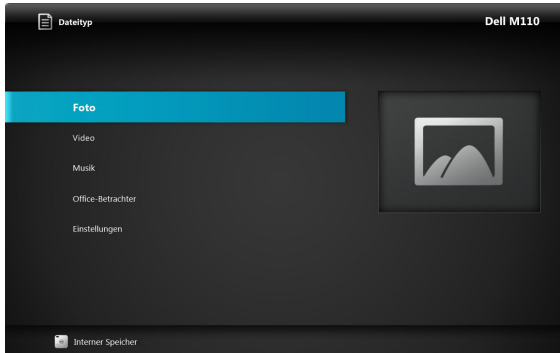 Dateityp
Dell M110
Foto
Video
Musik
Office-Betrachter
Einstellungen
Interner Speicher